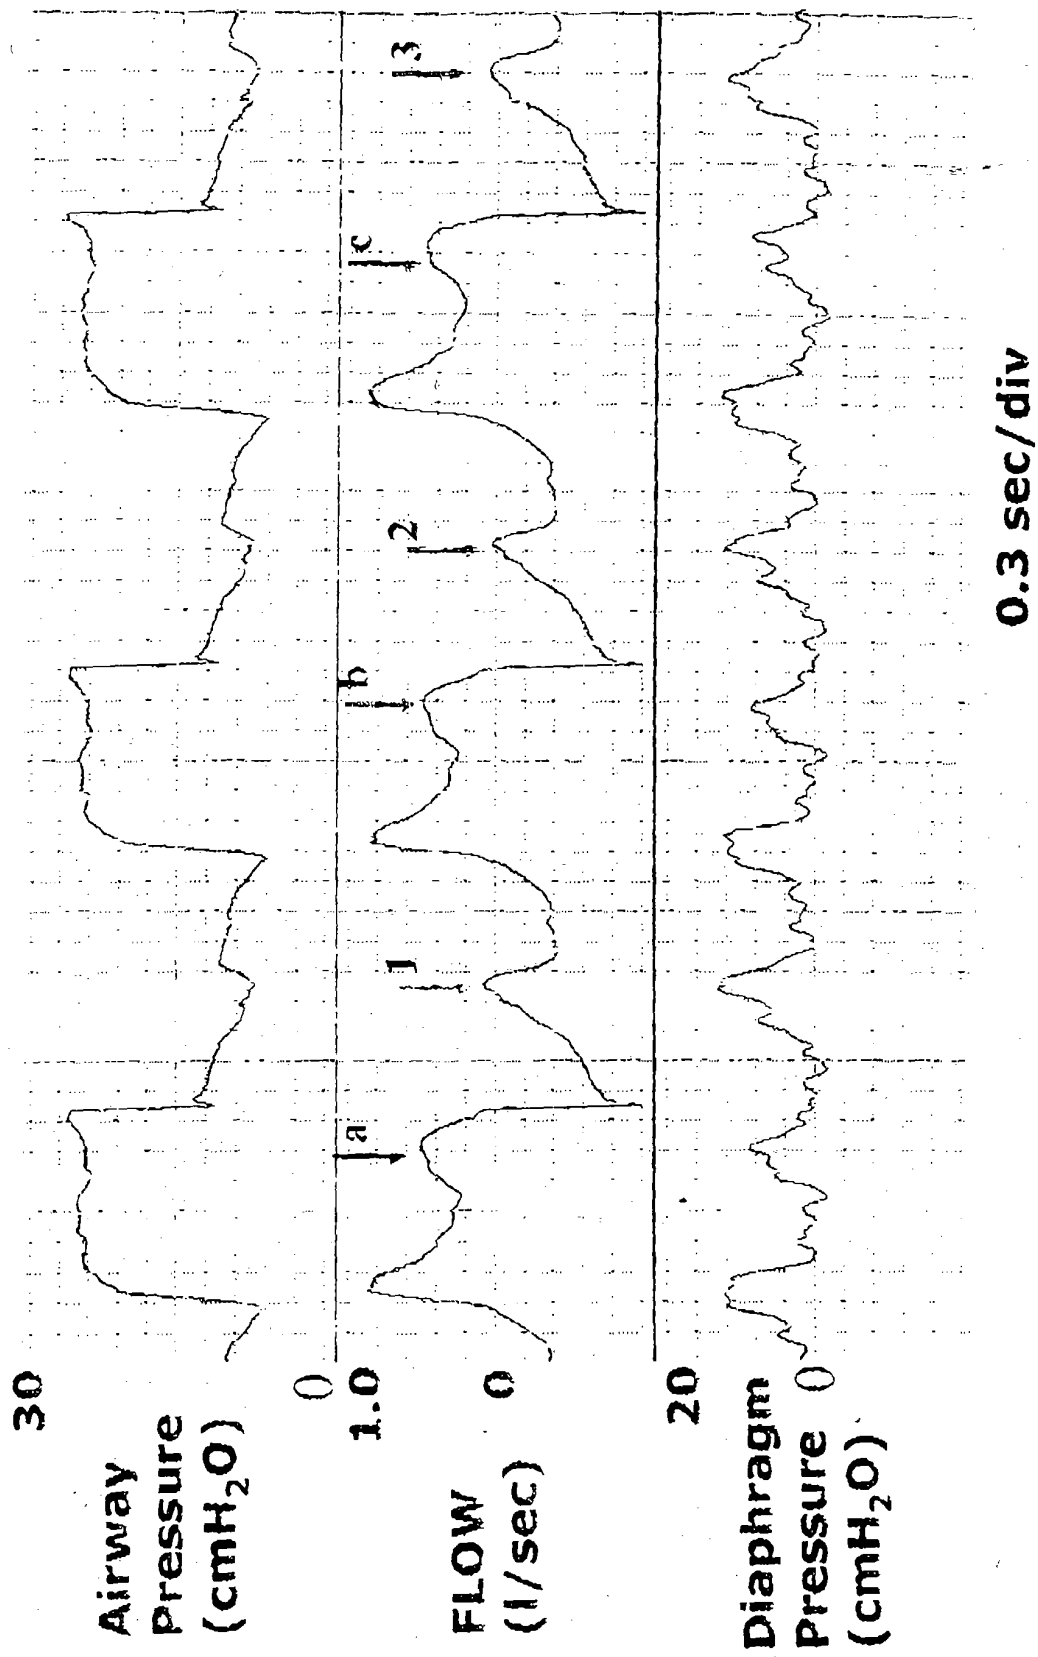 30
Airway
Pressure
(cmH₂O)
0
a
b
c
1.0
FLOW
(l/sec)
0
1
2
3
20
Diaphragm
Pressure
(cmH₂O)
0
0.3 sec/div